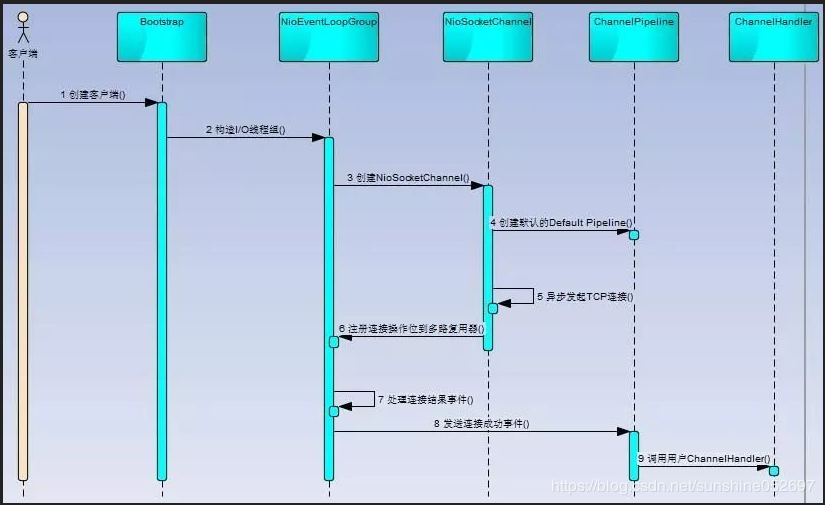 Bootstrap
NioEventLoopGroup
NioSocketChannel
ChannelPipeline
ChannelHandler
客户端
1 创建客户端()
2 构造I/O线程组()
3 创建NioSocketChannel()
4 创建默认的Default Pipeline()
5 异步发起TCP连接()
6 注册连接操作位到多路复用器()
7 处理连接结果事件()
8 发送连接成功事件()
9 调用用户ChannelHandler()
https://blog.csdn.net/sunshine052697